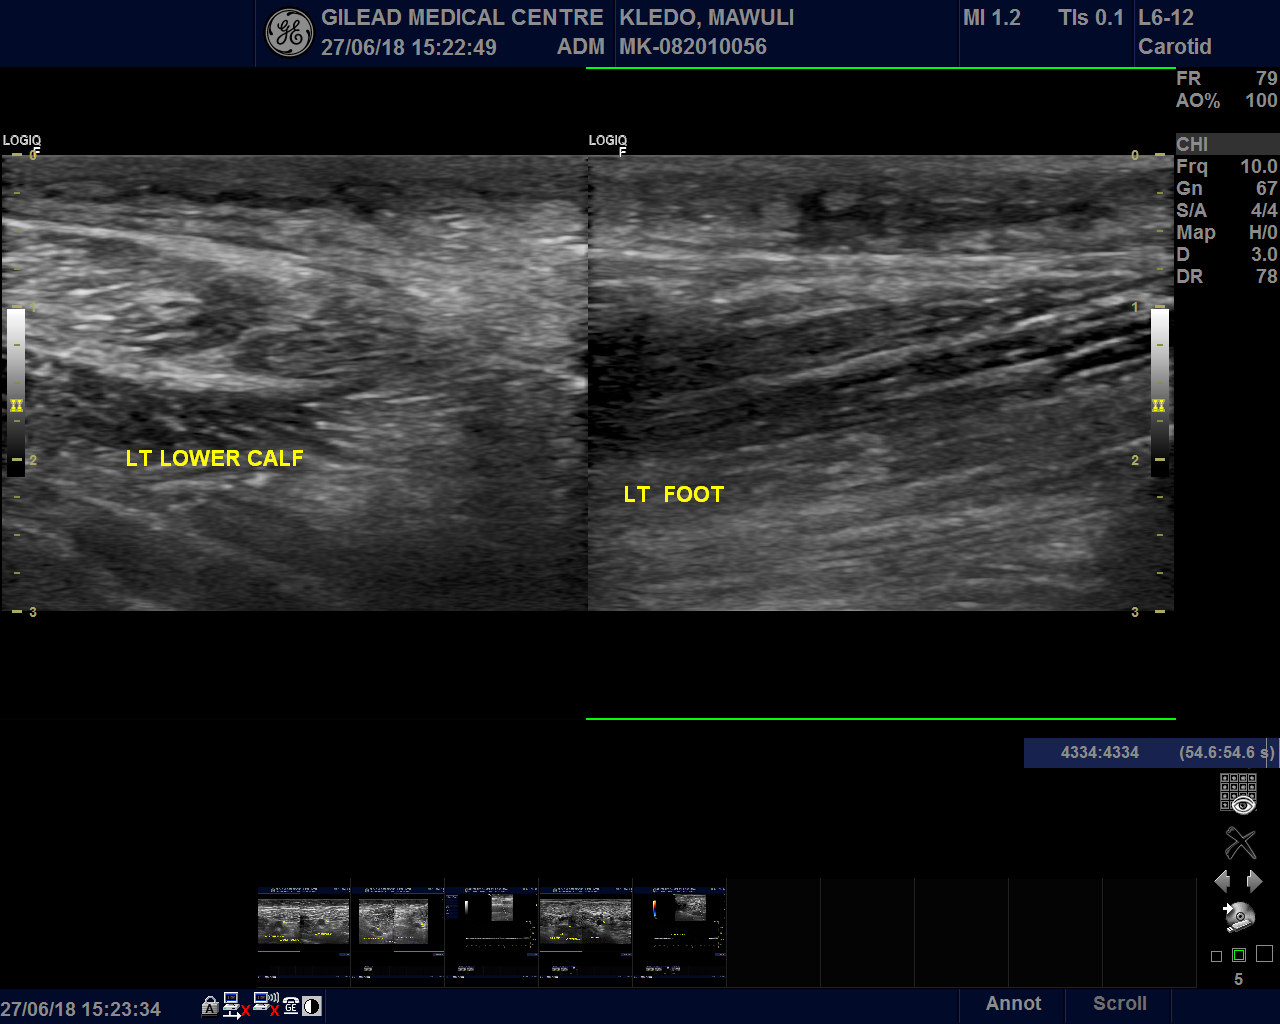 GILEAD MEDICAL CENTRE
27/06/18 15:22:49 ADM
KLEDO, MAWULI
MK-082010056
MI 1.2 TIs 0.1
L6-12
Carotid
FR 79
AO% 100
CHI
Frq 10.0
Gn 67
S/A 4/4
Map H/0
D 3.0
DR 78
LOGIQ
F
0
1
2
3
LT LOWER CALF
LOGIQ
F
0
1
2
3
LT FOOT
4334:4334 (54.6:54.6 s)
5
27/06/18 15:23:34
Annot
Scroll